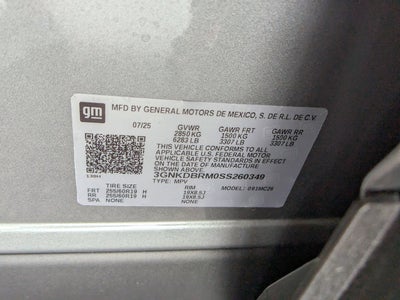 gm
MFD BY GENERAL MOTORS DE MEXICO, S. DE R.L. DE C.V.
07/25 GVWR GAWR FRT GAWR RR
2850 KG 1500 KG 1500 KG
6283 LB 3307 LB 3307 LB
THIS VEHICLE CONFORMS TO ALL
APPLICABLE U.S. FEDERAL MOTOR
VEHICLE SAFETY STANDARDS IN EFFECT
ON THE DATE OF MANUFACTURE
SHOWN ABOVE.
3GNKDBRM0SS260349
TYPE: MPV MODEL: 091MC26
TIRE SIZE RIM
FRT 255/60R19 H 19X8.5J
RR 255/60R19 H 19X8.5J
SPA NONE NONE